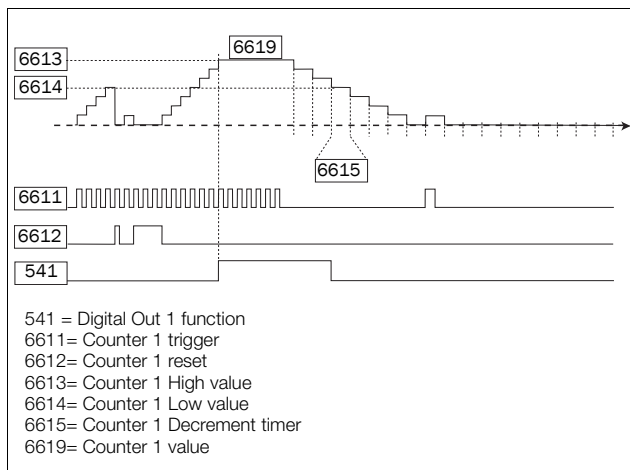 6619
6613
6614
6615
6611
6612
541
541 = Digital Out 1 function
6611= Counter 1 trigger
6612= Counter 1 reset
6613= Counter 1 High value
6614= Counter 1 Low value
6615= Counter 1 Decrement timer
6619= Counter 1 value